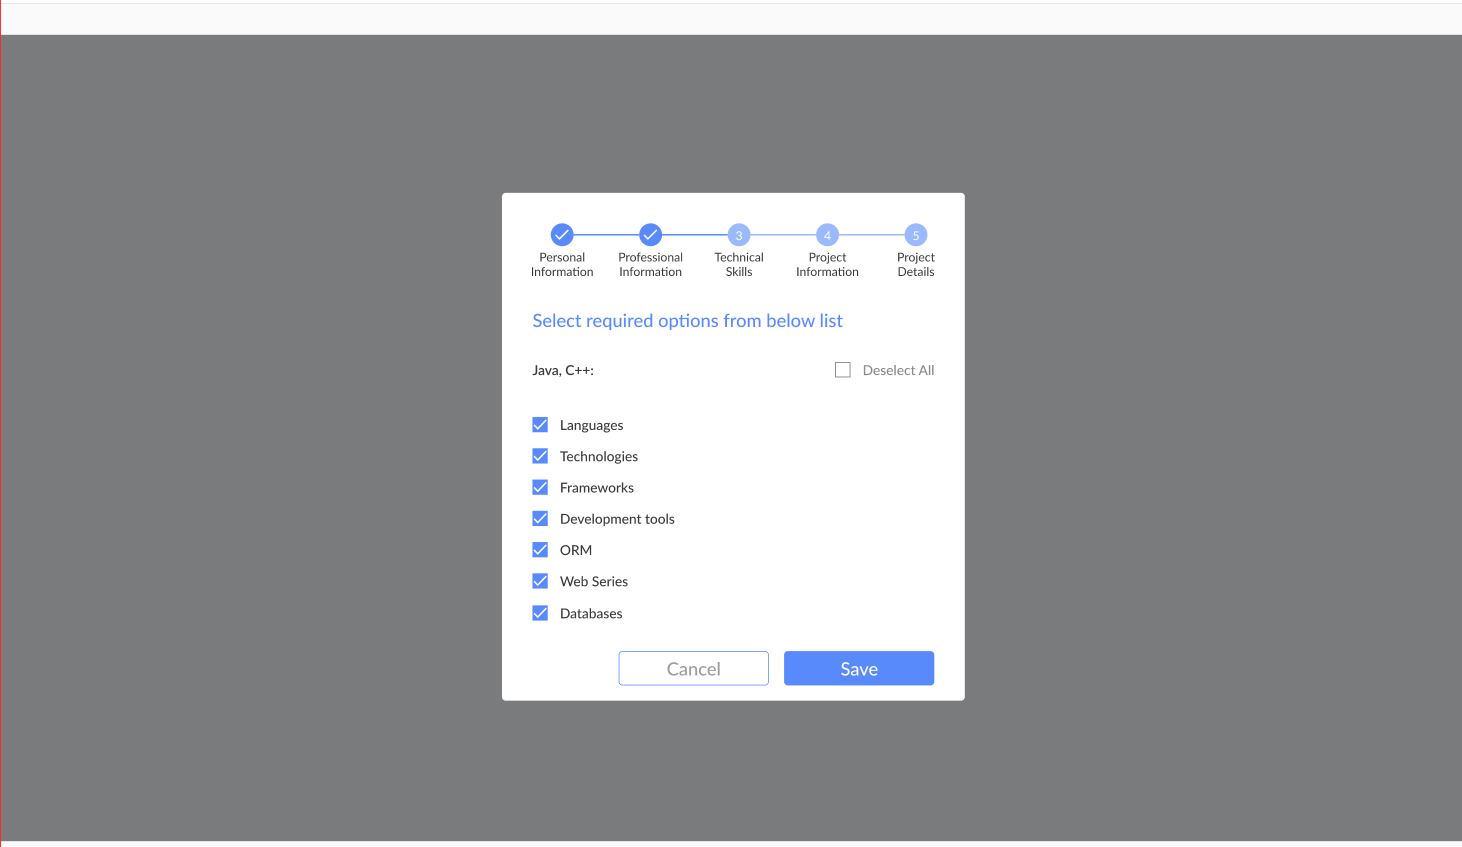 3 4 5
Personal Professional Technical Project Project
Information Information Skills Information Details
Select required options from below list
Java, C++: Deselect All
Languages
Technologies
Frameworks
Development tools
ORM
Web Series
Databases
Cancel Save